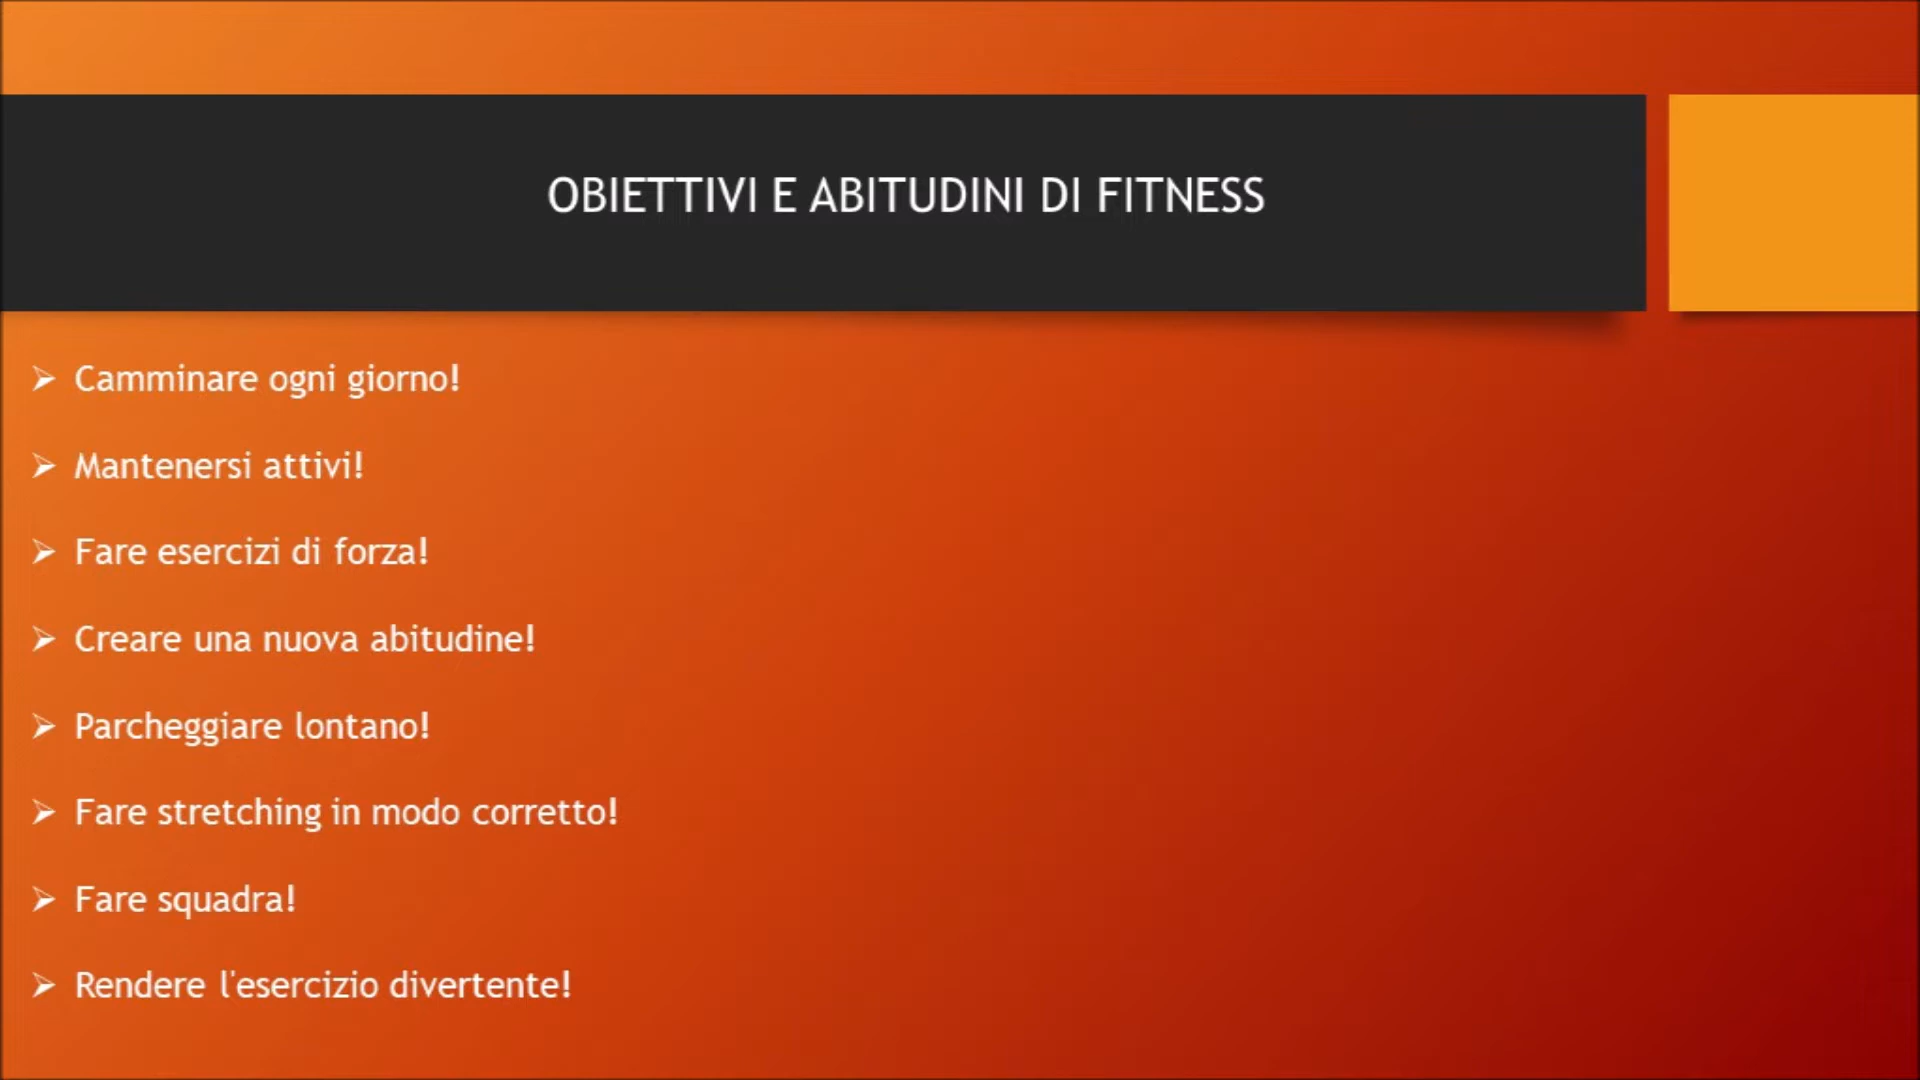 OBIETTIVI E ABITUDINI DI FITNESS
Camminare ogni giorno!
Mantenersi attivi!
Fare esercizi di forza!
Creare una nuova abitudine!
Parcheggiare lontano!
Fare stretching in modo corretto!
Fare squadra!
Rendere l'esercizio divertente!